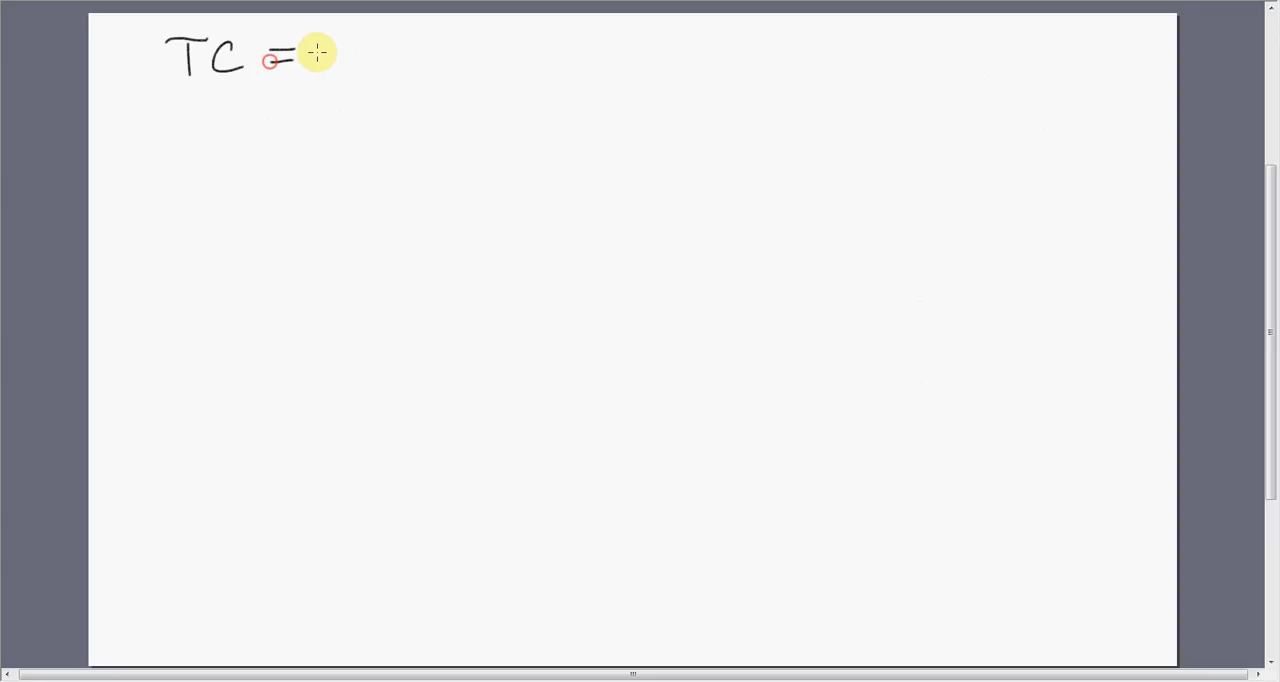 TC =